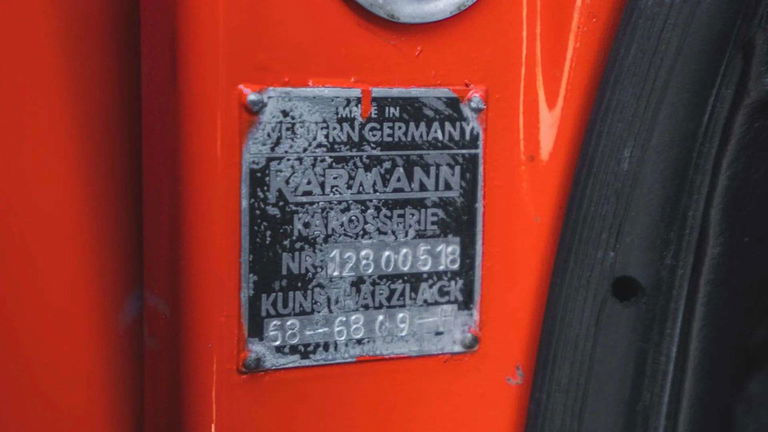 MADE IN
WESTERN GERMANY
KARMANN
KAROSSERIE
NR. 12800518
KUNSTHARZLACK
68-6809-H